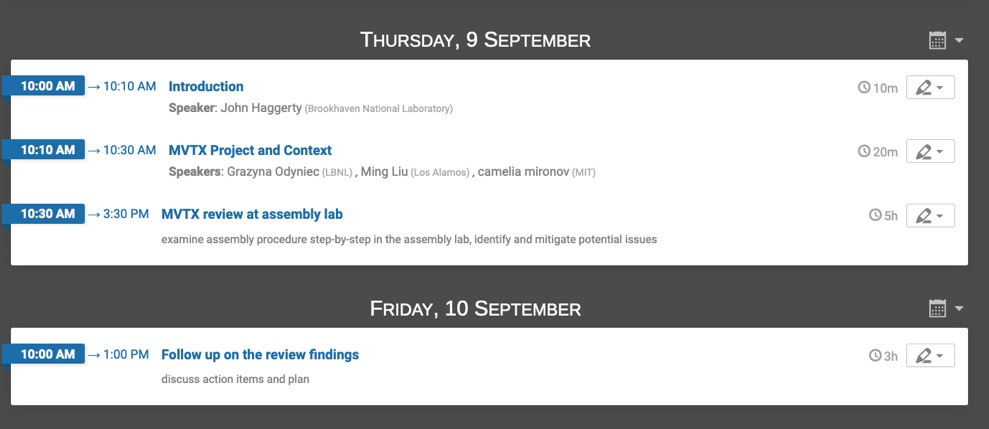 THURSDAY, 9 SEPTEMBER
10:00 AM → 10:10 AM Introduction 10m
Speaker: John Haggerty (Brookhaven National Laboratory)
10:10 AM → 10:30 AM MVTX Project and Context 20m
Speakers: Grazyna Odyniec (LBNL) , Ming Liu (Los Alamos) , camelia mironov (MIT)
10:30 AM → 3:30 PM MVTX review at assembly lab 5h
examine assembly procedure step-by-step in the assembly lab, identify and mitigate potential issues
FRIDAY, 10 SEPTEMBER
10:00 AM → 1:00 PM Follow up on the review findings 3h
discuss action items and plan